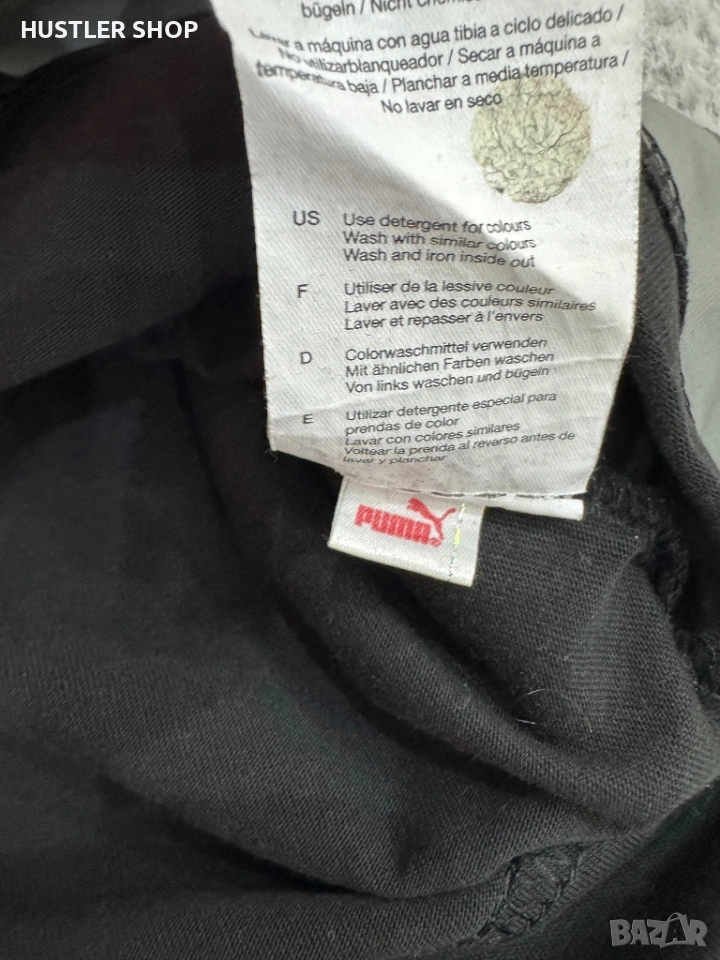 HUSTLER SHOP
bügeln / Nicht
a máquina con agua tibia a ciclo delicado /
No utilizarblanqueador / Secar a máquina a
temperatura baja / Planchar a media temperatura /
No lavar en seco
US Use detergent for colours
Wash with similar colours
Wash and iron inside out
F Utiliser de la lessive couleur
Laver avec des couleurs similaires
Laver et repasser à l'envers
D Colorwaschmittel verwenden
Mit ähnlichen Farben waschen
Von links waschen und bügeln
E Utilizar detergente especial para
prendas de color
Lavar con colores similares
Voltear la prenda al reverso antes de
lavar y planchar
PUMA
BAZAR